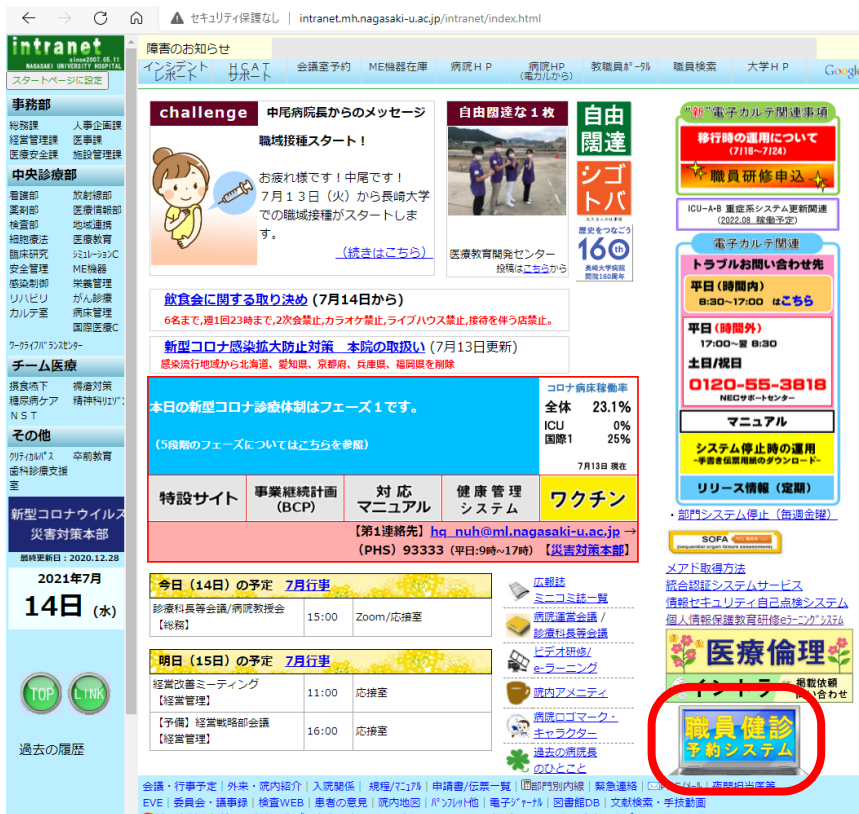 セキュリティ保護なし | intranet.mh.nagasaki-u.ac.jp/intranet/index.html
intranet
since2007.05.11
NAGASAKI UNIVERSITY HOSPITAL
スタートページに設定
障害のお知らせ
インシデントレポート
HCATサポート
会議室予約
ME機器在庫
病院HP
病院HP(電カルから)
教職員ポータル
職員検索
大学HP
Google
事務部
総務課 人事企画課
経営管理課 医事課
医療安全課 施設管理課
中央診療部
看護部 放射線部
薬剤部 医療情報部
検査部 地域連携
細胞療法 医療教育
臨床研究 シミュレーションC
安全管理 ME機器
感染制御 栄養管理
リハビリ がん診療
カルテ室 病床管理
国際医療C
ワークライフバランスセンター
チーム医療
摂食嚥下 褥瘡対策
糖尿病ケア 精神科リエゾン
NST
その他
クリティカルパス 卒前教育
歯科診療支援室
新型コロナウイルス
災害対策本部
最終更新日:2020.12.28
2021年7月
14日 (水)
TOP
LINK
過去の履歴
challenge 中尾病院長からのメッセージ
職域接種スタート!
お疲れ様です!中尾です!
7月13日(火)から長崎大学
での職域接種がスタートしま
す。
(続きはこちら)
自由闊達な1枚
医療教育開発センター
投稿はこちらから
自由
闊達
シゴ
トバ
歴史をつなごう
160
長崎大学病院
開院160周年
飲食会に関する取り決め (7月14日から)
6名まで,週1回23時まで,2次会禁止,カラオケ禁止,ライブハウス禁止,接待を伴う店禁止。
新型コロナ感染拡大防止対策 本院の取扱い (7月13日更新)
感染流行地域から北海道、愛知県、京都府、兵庫県、福岡県を削除
本日の新型コロナ診療体制はフェーズ1です。
(5段階のフェーズについてはこちらを参照)
コロナ病床稼働率
全体 23.1%
ICU 0%
国際1 25%
7月13日 現在
特設サイト
事業継続計画
(BCP)
対応
マニュアル
健康管理
システム
ワクチン
【第1連絡先】hq_nuh@ml.nagasaki-u.ac.jp→
(PHS) 93333 (平日:9時~17時) 【災害対策本部】
今日(14日)の予定 7月行事
診療科長等会議/病院教授会
【総務】
15:00
Zoom/応接室
明日(15日)の予定 7月行事
経営改善ミーティング
【経営管理】
11:00
応接室
【予備】経営戦略部会議
【経営管理】
16:00
応接室
広報誌
ミニコミ誌一覧
病院運営会議 /
診療科長等会議
ビデオ研修/
e-ラーニング
院内アメニティ
病院ロゴマーク・
キャラクター
過去の病院長
のひとこと
"新"電子カルテ関連事項
移行時の運用について
(7/16~7/24)
職員研修申込
ICU-A•B 重症系システム更新関連
(2022.08 稼働予定)
電子カルテ関連
トラブルお問い合わせ先
平日(時間内)
8:30~17:00 はこちら
平日(時間外)
17:00~翌 8:30
土日/祝日
0120-55-3818
NECサポートセンター
マニュアル
システム停止時の運用
-手書き伝票用紙のダウンロード-
リリース情報(定期)
・部門システム停止(毎週金曜)
SOFA
(sequential organ failure assessment)
メアド取得方法
統合認証システムサービス
情報セキュリティ自己点検システム
個人情報保護教育研修eラーニングシステム
医療倫理
イントラ
掲載依頼
問い合わせ
職員健診
予約システム
会議・行事予定 | 外来・院内紹介 | 入院関係 | 規程/マニュアル | 申請書/伝票一覧 | 部門別内線 | 緊急連絡 |
EVE | 委員会・議事録 | 検査WEB | 患者の意見 | 院内地図 | パンフレット他 | 電子ジャーナル | 図書館DB | 文献検索・手技動画